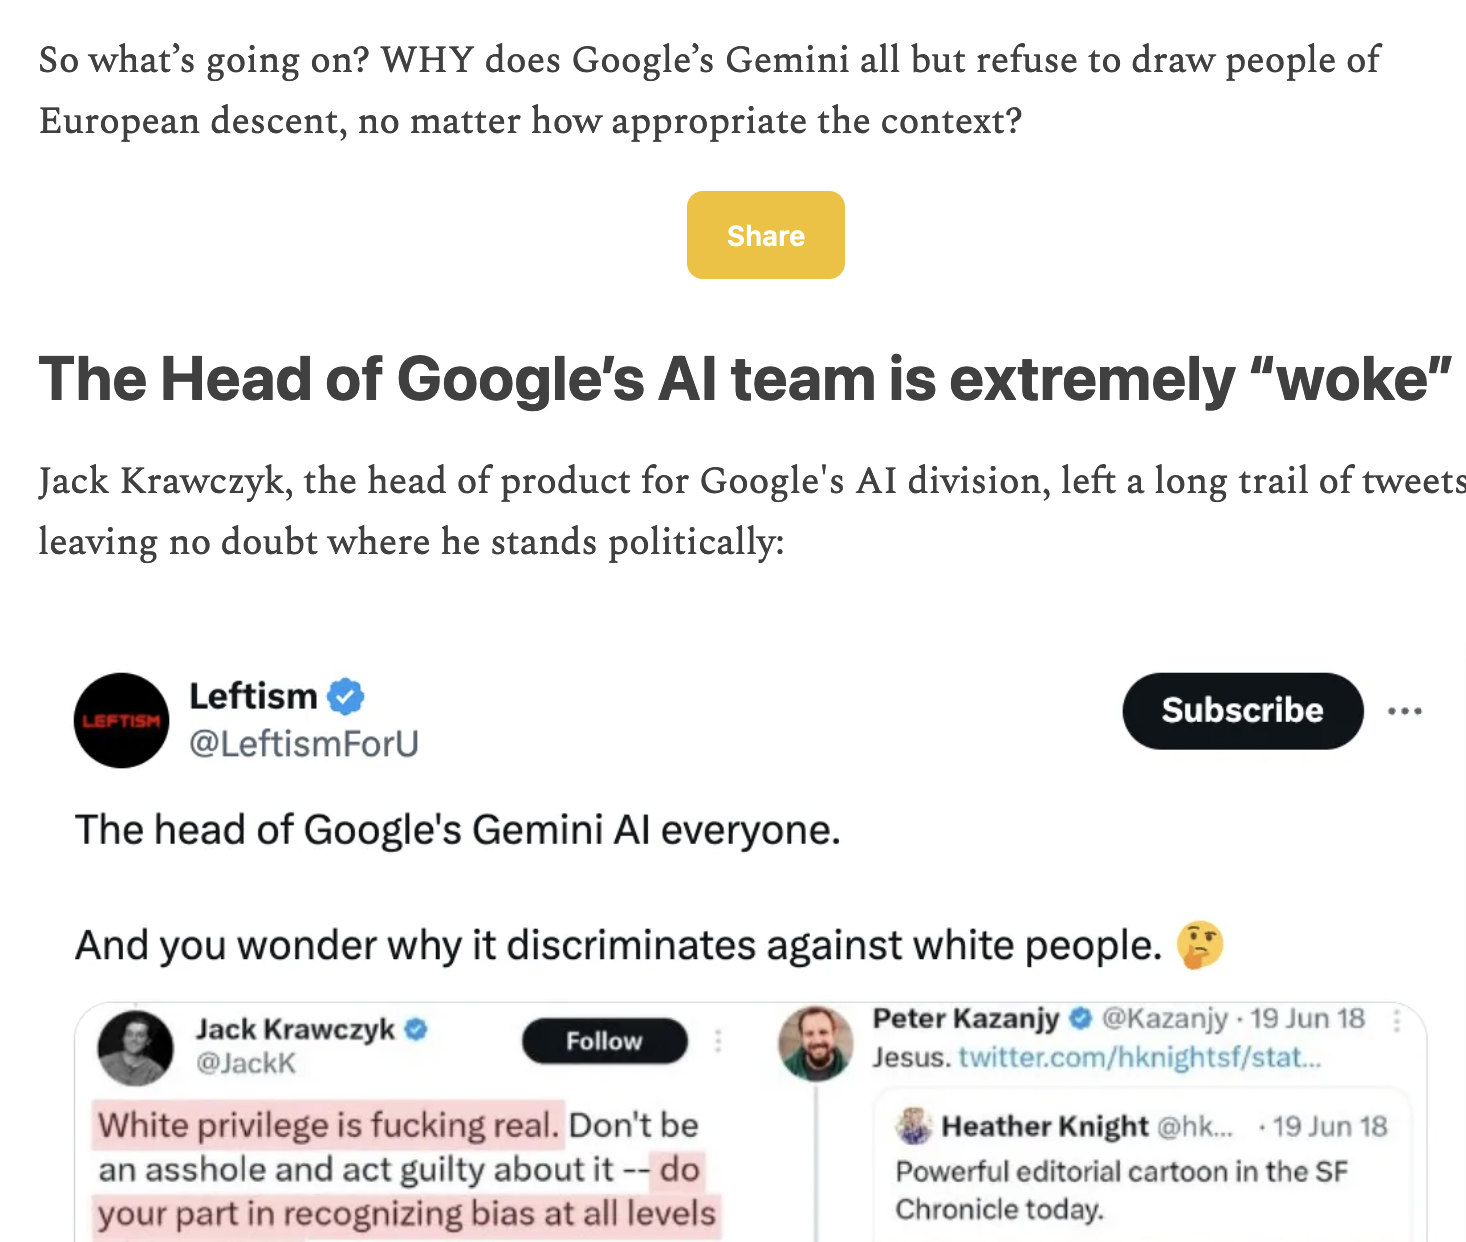 So what’s going on? WHY does Google’s Gemini all but refuse to draw people of
European descent, no matter how appropriate the context?
Share
The Head of Google’s AI team is extremely “woke”
Jack Krawczyk, the head of product for Google's AI division, left a long trail of tweets
leaving no doubt where he stands politically:
LEFTISM
Leftism
@LeftismForU
Subscribe
The head of Google's Gemini AI everyone.
And you wonder why it discriminates against white people.
Jack Krawczyk
@JackK
Follow
White privilege is fucking real. Don't be
an asshole and act guilty about it -- do
your part in recognizing bias at all levels
Peter Kazanjy @Kazanjy · 19 Jun 18
Jesus. twitter.com/hknightsf/stat...
Heather Knight @hk... · 19 Jun 18
Powerful editorial cartoon in the SF
Chronicle today.